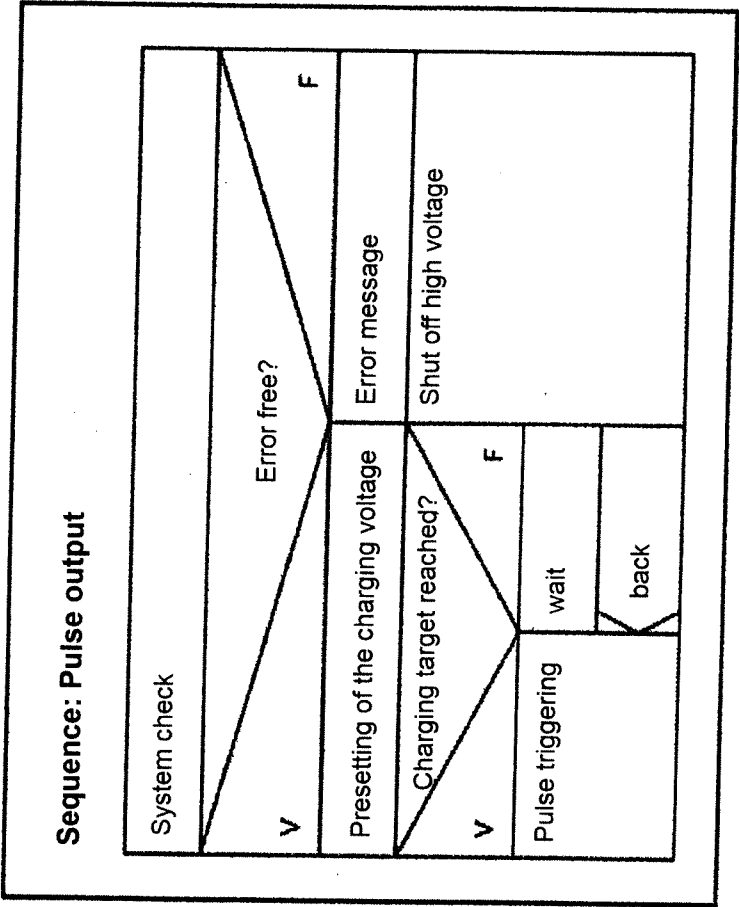 Sequence: Pulse output
System check
Error free?
V
F
Presetting of the charging voltage
Error message
Charging target reached?
Shut off high voltage
V
F
Pulse triggering
wait
back